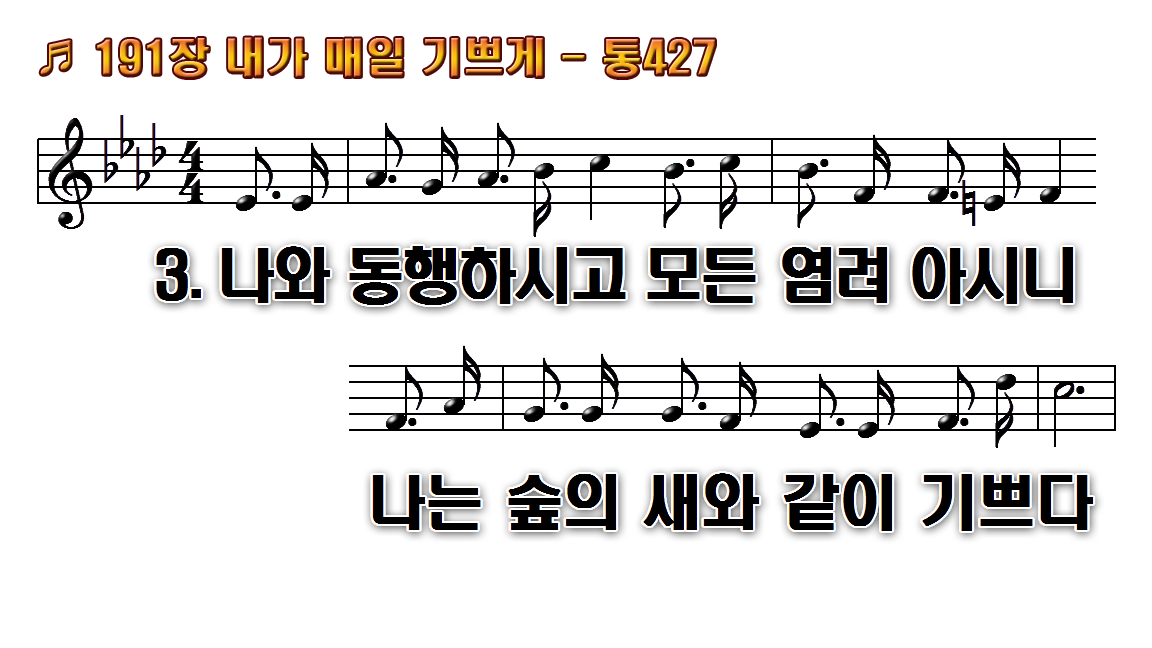 191장 내가 매일 기쁘게 - 통427
4
4
3. 나와 동행하시고 모든 염려 아시니
나는 숲의 새와 같이 기쁘다